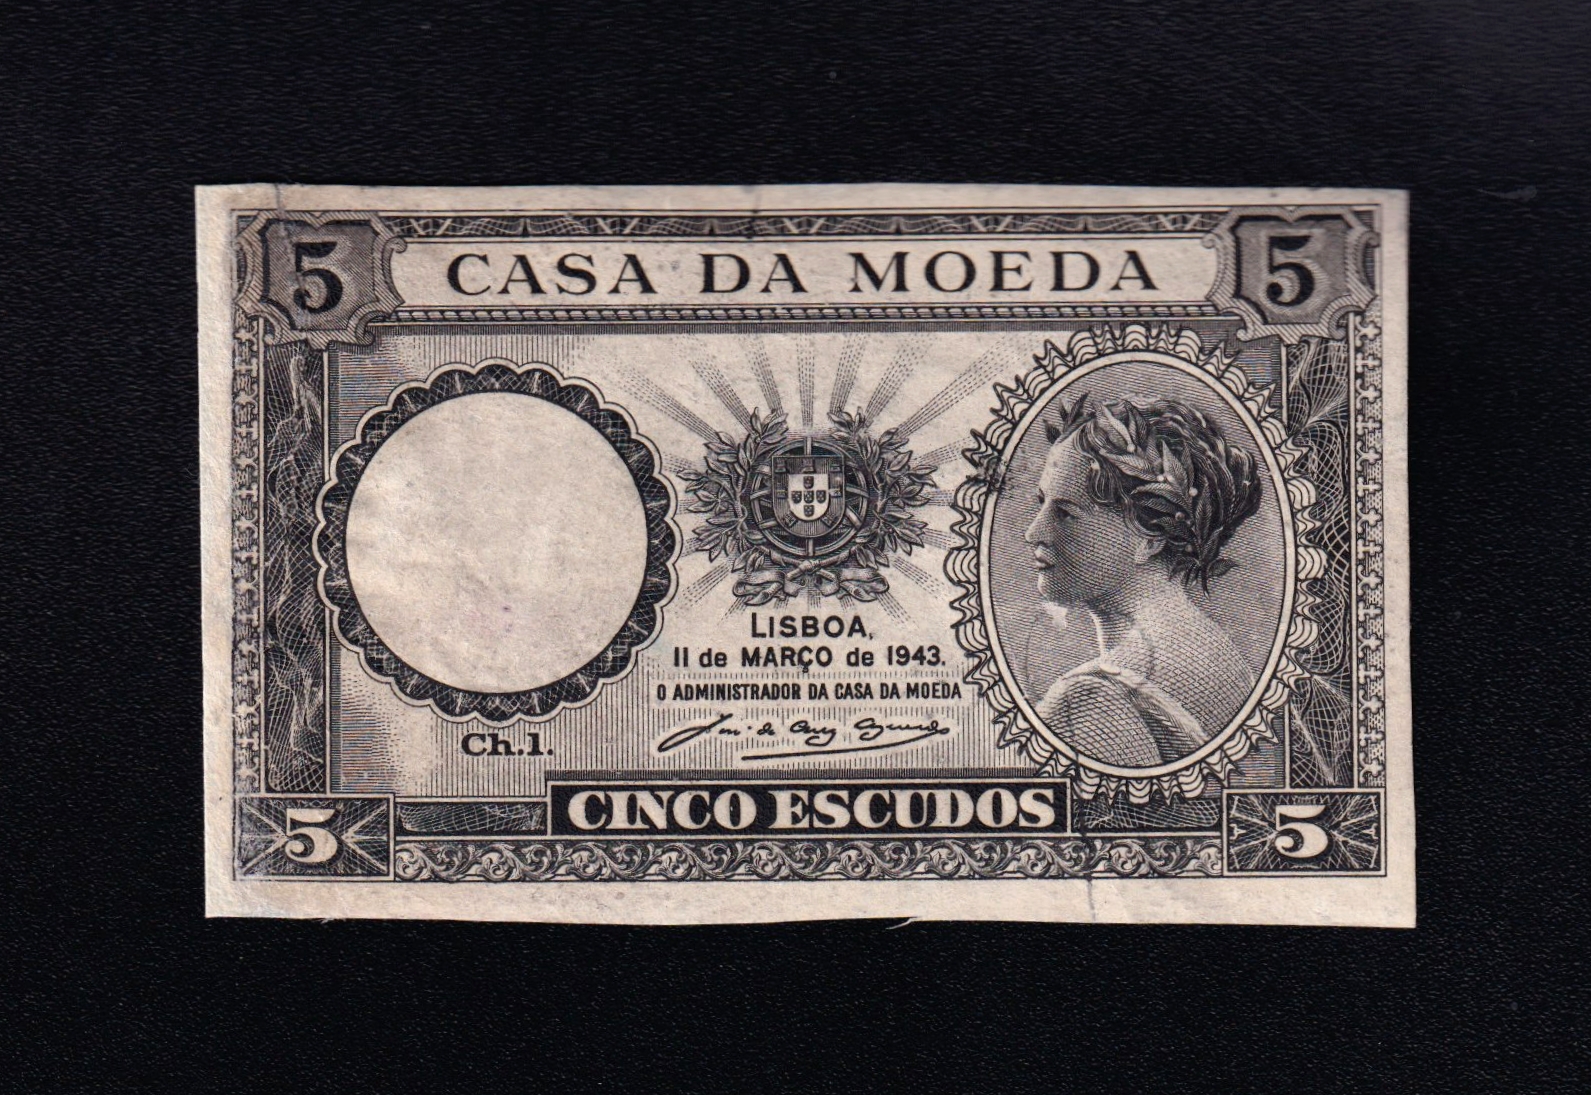 5 CASA DA MOEDA 5
LISBOA,
11 de MARÇO de 1943.
O ADMINISTRADOR DA CASA DA MOEDA
Ch.1.
CINCO ESCUDOS
5 5